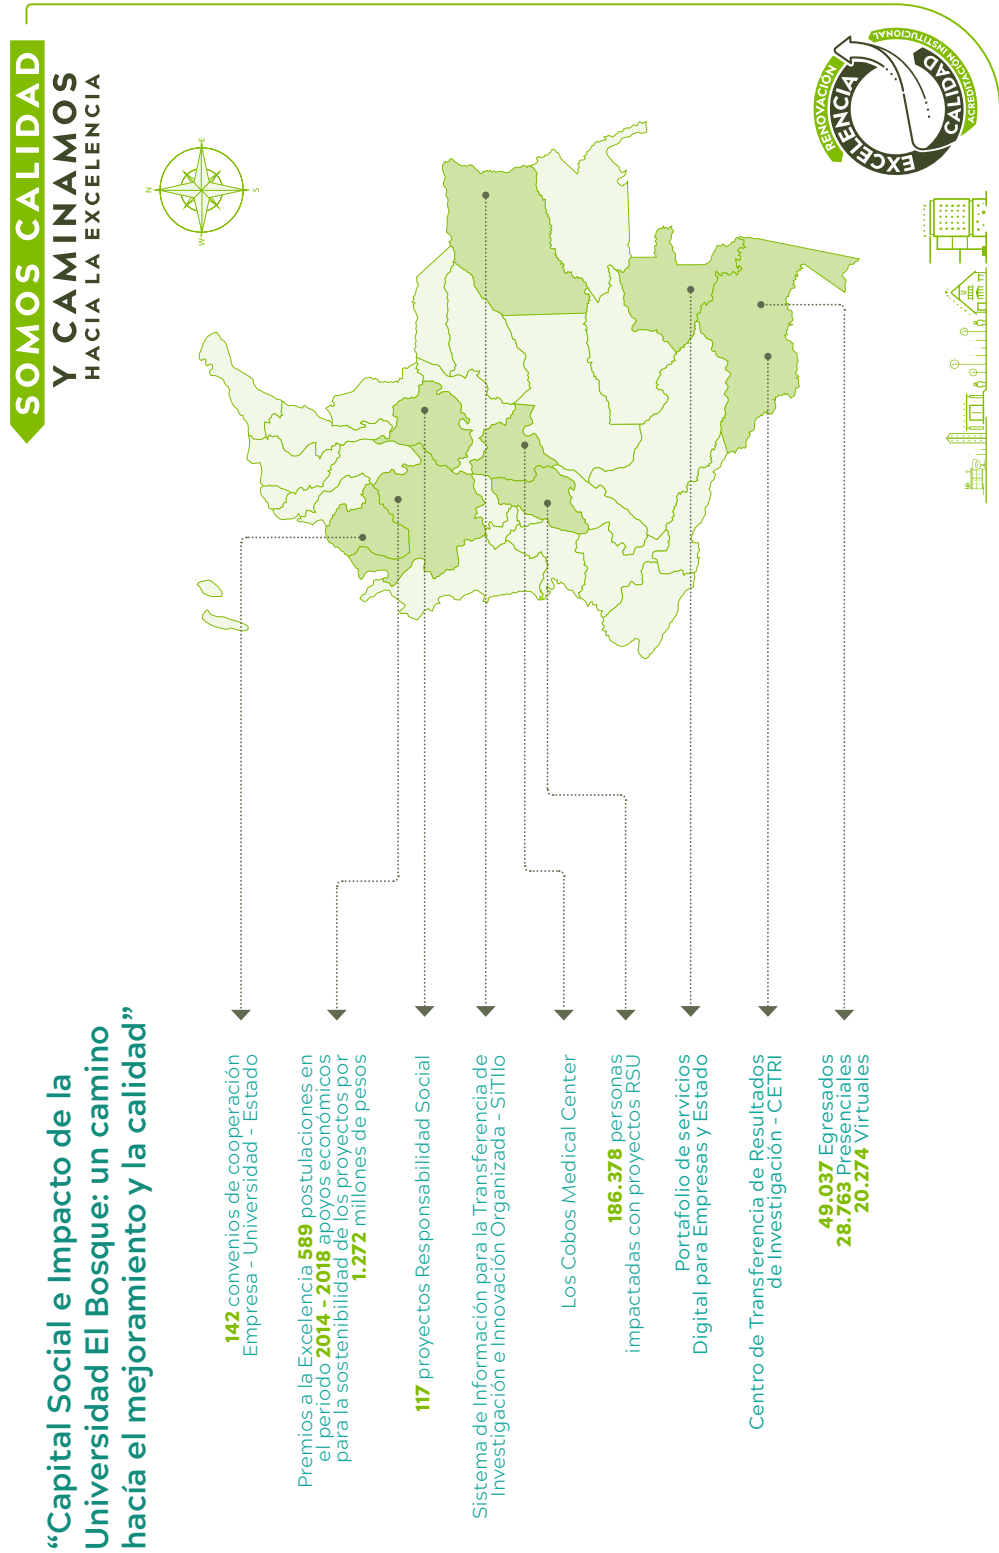 “Capital Social e Impacto de la
Universidad El Bosque: un camino
hacía el mejoramiento y la calidad”
SOMOS CALIDAD
Y CAMINAMOS
HACIA LA EXCELENCIA
142 convenios de cooperación
Empresa - Universidad - Estado
Premios a la Excelencia 589 postulaciones en
el periodo 2014 - 2018 apoyos económicos
para la sostenibilidad de los proyectos por
1.272 millones de pesos
117 proyectos Responsabilidad Social
Sistema de Información para la Transferencia de
Investigación e Innovación Organizada - SiTIIo
Los Cobos Medical Center
186.378 personas
impactadas con proyectos RSU
Portafolio de servicios
Digital para Empresas y Estado
Centro de Transferencia de Resultados
de Investigación - CETRI
49.037 Egresados
28.763 Presenciales
20.274 Virtuales
N
W
E
S
RENOVACIÓN
ACREDITACIÓN INSTITUCIONAL
EXCELENCIA
CALIDAD